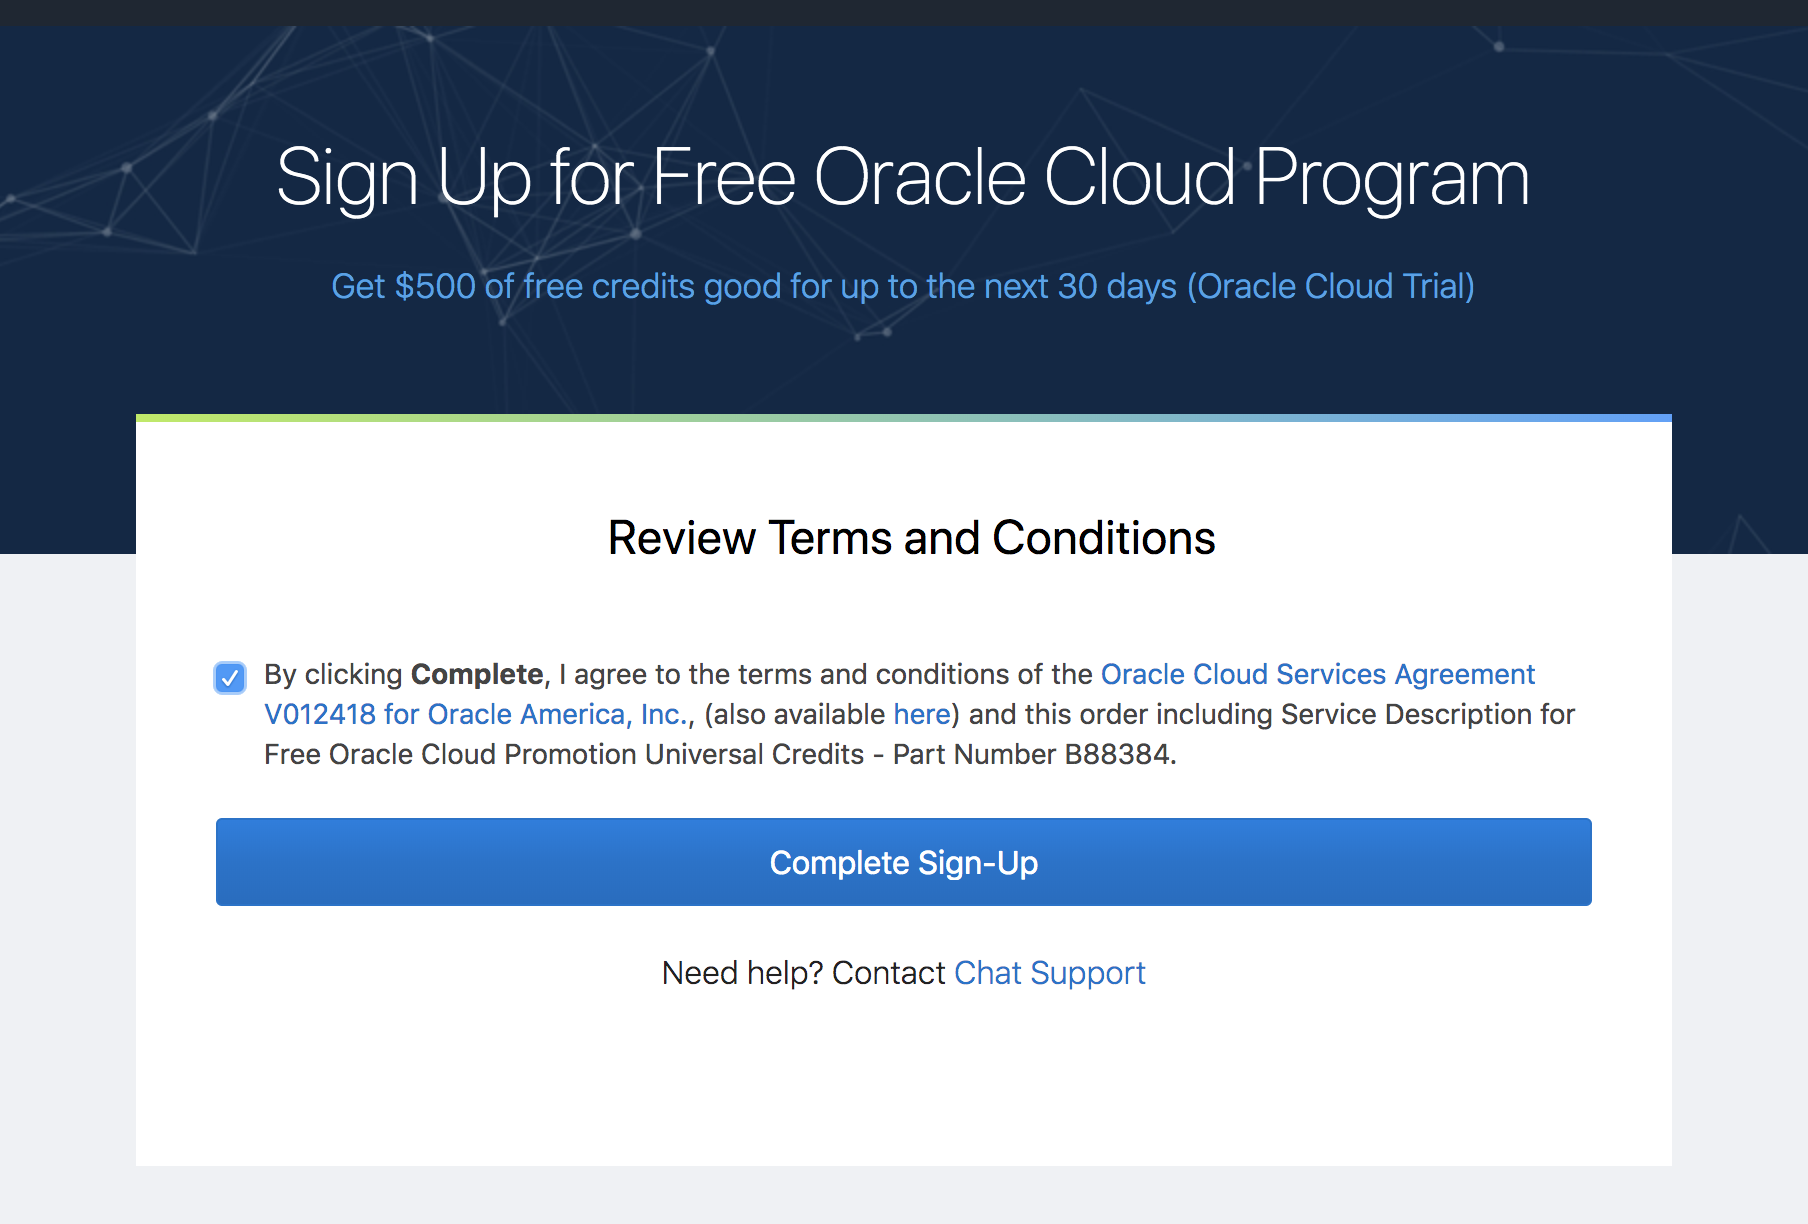 Sign Up for Free Oracle Cloud Program
Get $500 of free credits good for up to the next 30 days (Oracle Cloud Trial)
Review Terms and Conditions
By clicking Complete, I agree to the terms and conditions of the Oracle Cloud Services Agreement
V012418 for Oracle America, Inc., (also available here) and this order including Service Description for
Free Oracle Cloud Promotion Universal Credits - Part Number B88384.
Complete Sign-Up
Need help? Contact Chat Support